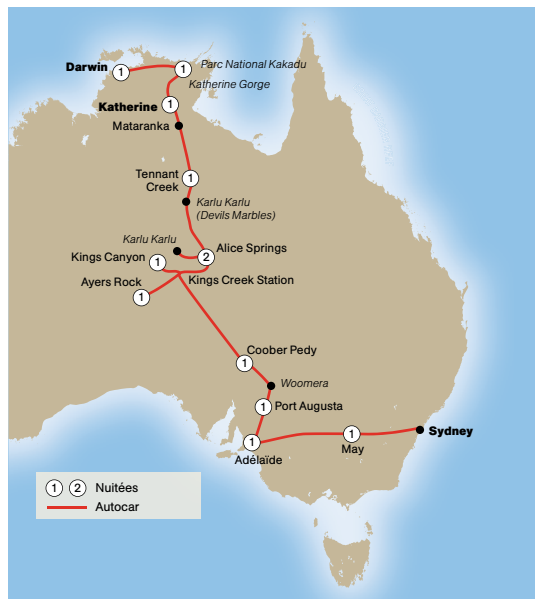 Darwin
1
1
Parc National Kakadu
Katherine Gorge
Katherine
1
Mataranka
Tennant
Creek
1
Karlu Karlu
(Devils Marbles)
Karlu Karlu
Alice Springs
2
Kings Canyon
1
Kings Creek Station
Ayers Rock
1
Coober Pedy
1
Woomera
1
Port Augusta
1
Adélaïde
1
May
Sydney
1 2 Nuitées
Autocar